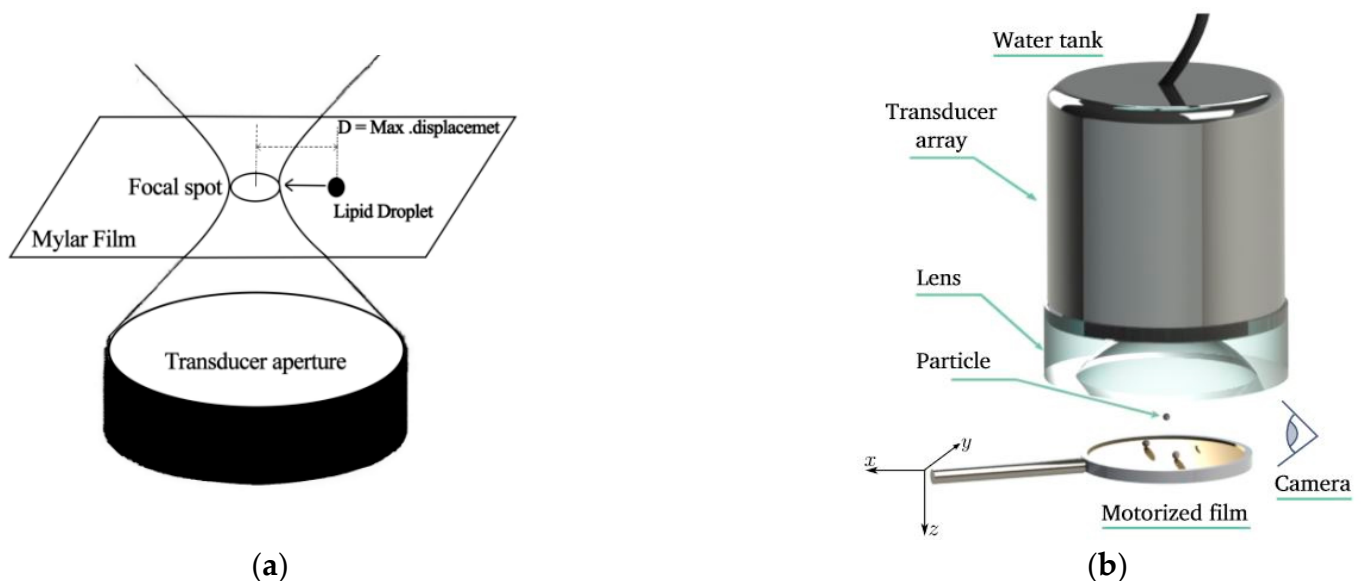 D = Max .displacemet
Focal spot
Lipid Droplet
Mylar Film
Transducer aperture
(a)
Water tank
Transducer
array
Lens
Particle
x
y
z
Camera
Motorized film
(b)